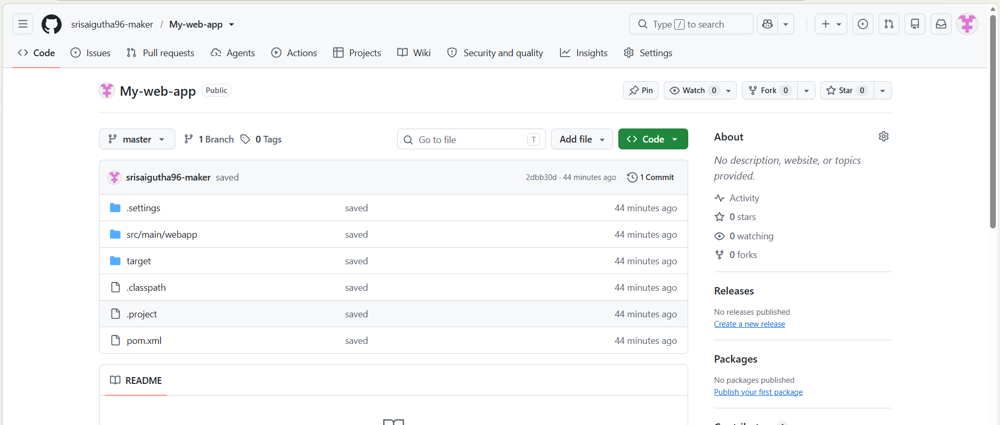 srisaigutha96-maker / My-web-app
Type / to search
Code Issues Pull requests Agents Actions Projects Wiki Security and quality Insights Settings
My-web-app Public
Pin Watch 0 Fork 0 Star 0
master 1 Branch 0 Tags Go to file T Add file Code
srisaigutha96-maker saved 2dbb30d · 44 minutes ago 1 Commit
.settings saved 44 minutes ago
src/main/webapp saved 44 minutes ago
target saved 44 minutes ago
.classpath saved 44 minutes ago
.project saved 44 minutes ago
pom.xml saved 44 minutes ago
README
About
No description, website, or topics
provided.
Activity
0 stars
0 watching
0 forks
Releases
No releases published
Create a new release
Packages
No packages published
Publish your first package